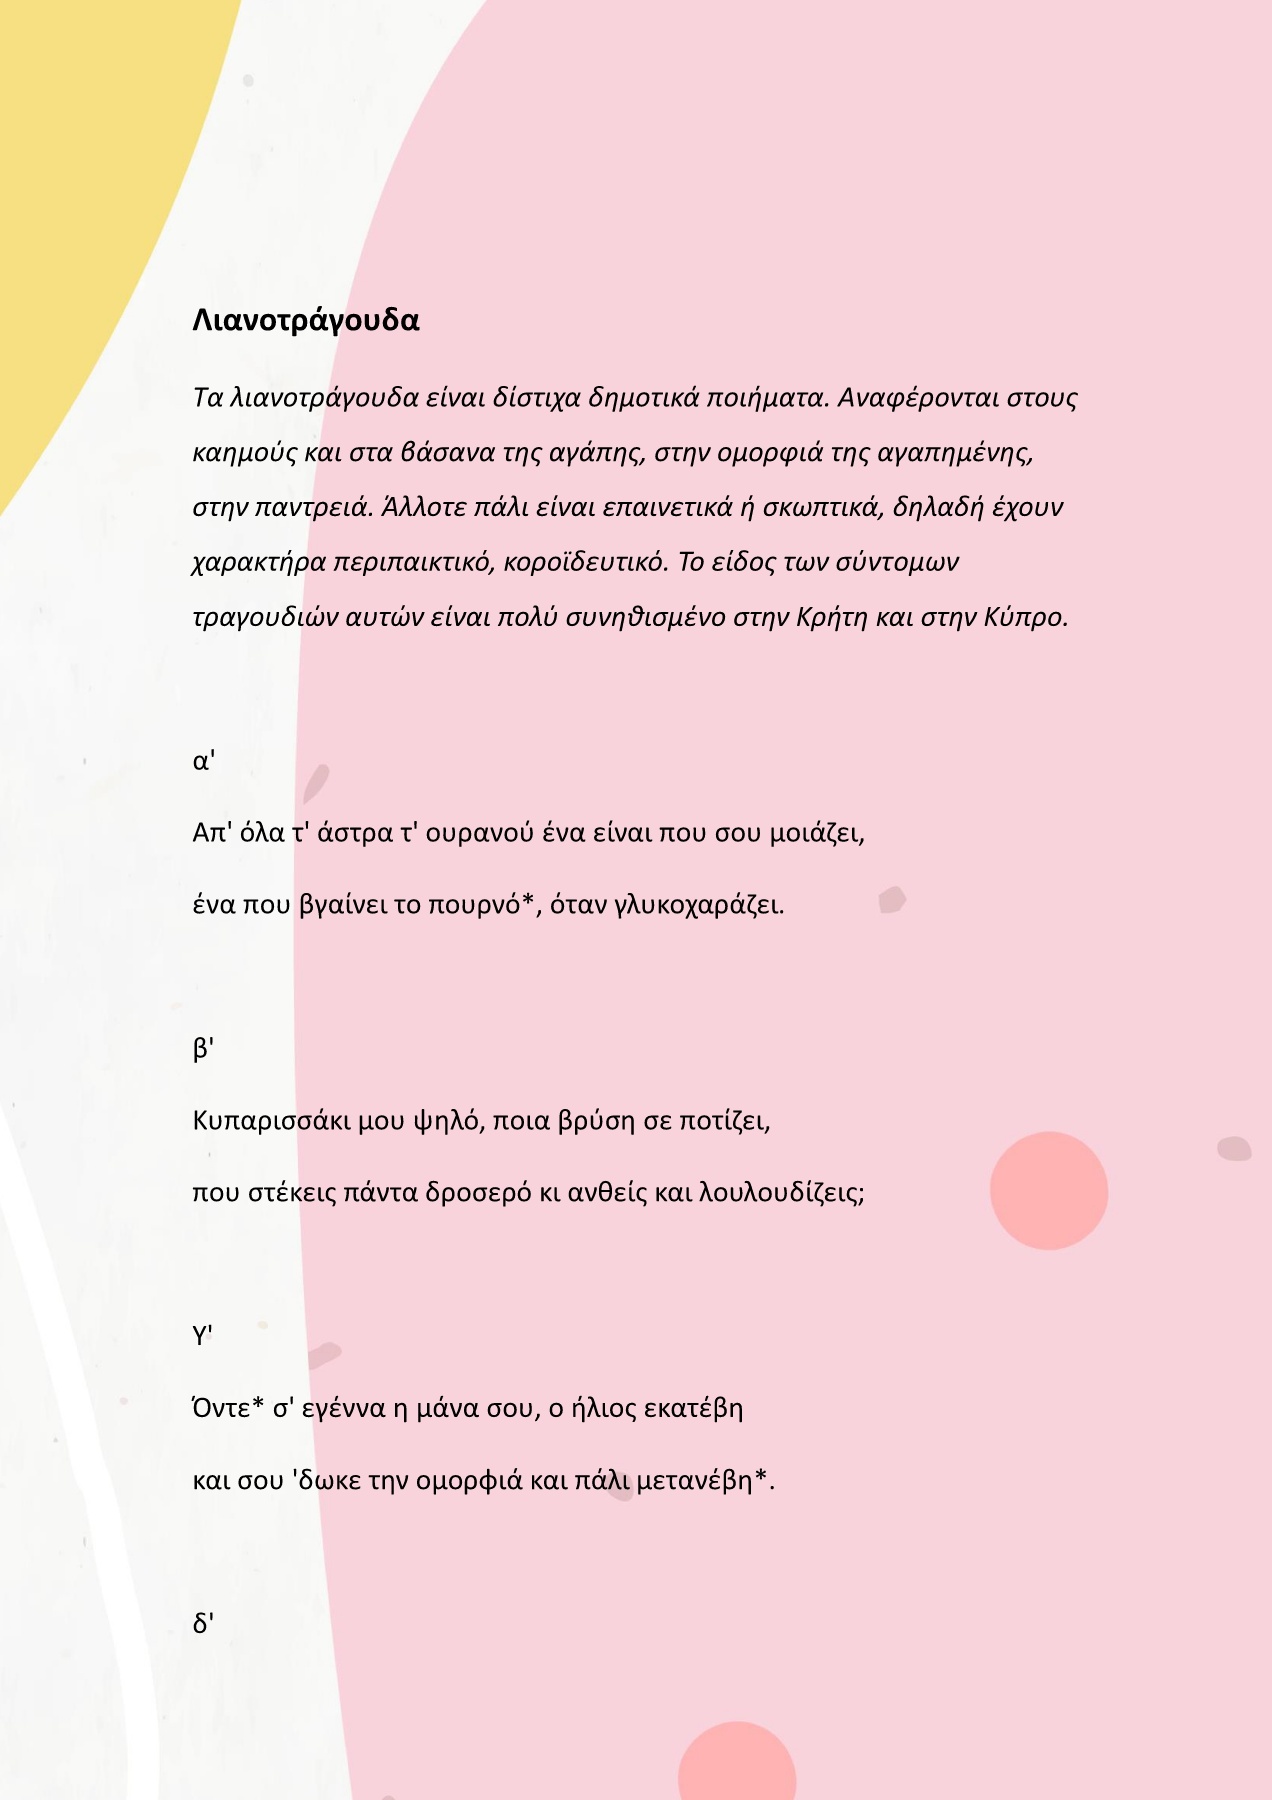 Λιανοτράγουδα
Τα λιανοτράγουδα είναι δίστιχα δημοτικά ποιήματα. Αναφέρονται στους
καημούς και στα βάσανα της αγάπης, στην ομορφιά της αγαπημένης,
στην παντρειά. Άλλοτε πάλι είναι επαινετικά ή σκωπτικά, δηλαδή έχουν
χαρακτήρα περιπαικτικό, κοροϊδευτικό. Το είδος των σύντομων
τραγουδιών αυτών είναι πολύ συνηθισμένο στην Κρήτη και στην Κύπρο.
α'
Απ' όλα τ' άστρα τ' ουρανού ένα είναι που σου μοιάζει,
ένα που βγαίνει το πουρνό*, όταν γλυκοχαράζει.
β'
Κυπαρισσάκι μου ψηλό, ποια βρύση σε ποτίζει,
που στέκεις πάντα δροσερό κι ανθείς και λουλουδίζεις;
Υ'
Όντε* σ' εγέννα η μάνα σου, ο ήλιος εκατέβη
και σου 'δωκε την ομορφιά και πάλι μετανέβη*.
δ'